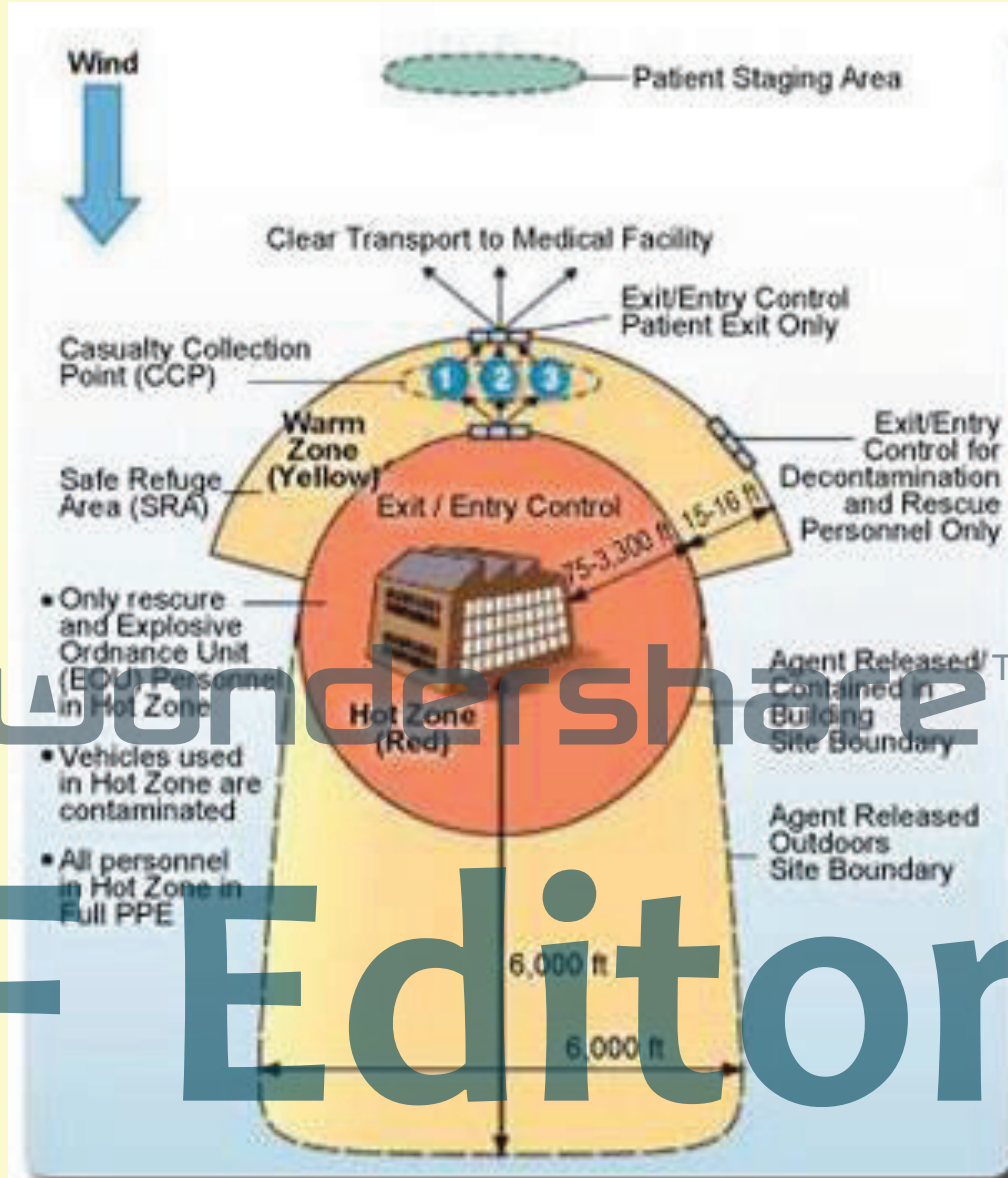 Wind
Patient Staging Area
Clear Transport to Medical Facility
Exit/Entry Control
Patient Exit Only
Casualty Collection
Point (CCP)
1 2 3
Warm
Zone
(Yellow)
Exit/Entry
Control for
Decontamination
and Rescue
Personnel Only
Safe Refuge
Area (SRA)
Exit / Entry Control
75-3,300 ft
15-16 ft
• Only rescure
and Explosive
Ordnance Unit
(EOU) Personnel
in Hot Zone
Agent Released/
Contained in
Building
Site Boundary
wondershare™
Hot Zone
(Red)
• Vehicles used
in Hot Zone are
contaminated
Agent Released
Outdoors
Site Boundary
• All personnel
in Hot Zone in
Full PPE
F Editor
6,000 ft
6,000 ft